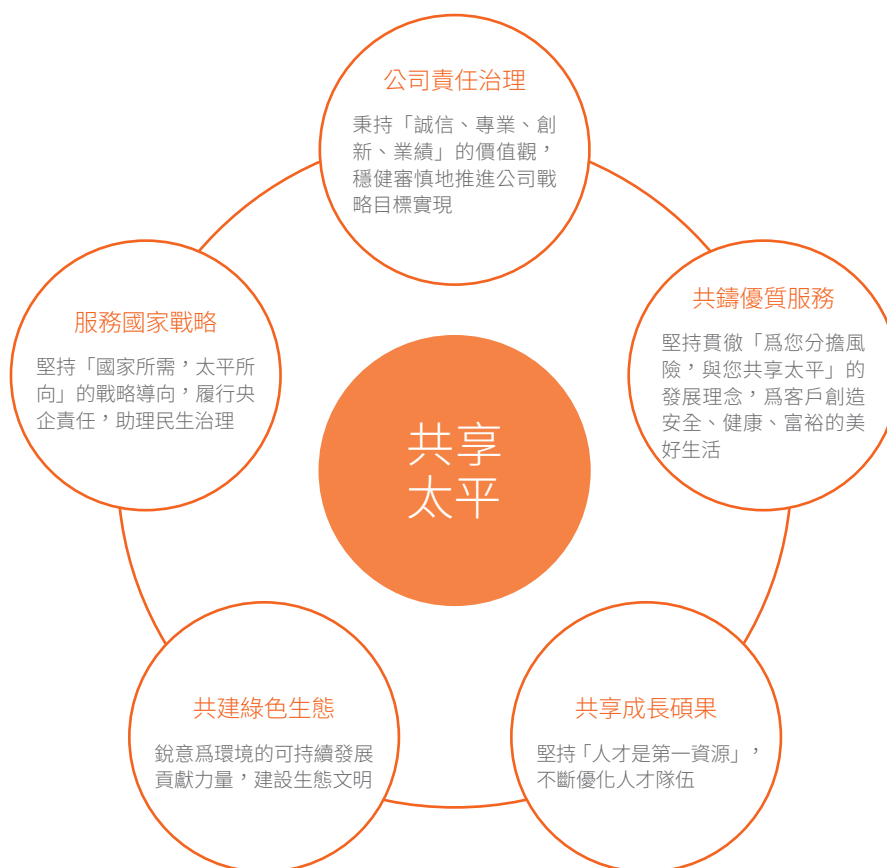 公司責任治理
秉持「誠信、專業、創
新、業績」的價值觀，
穩健審慎地推進公司戰
略目標實現
服務國家戰略
堅持「國家所需，太平所
向」的戰略導向，履行央
企責任，助理民生治理
共鑄優質服務
堅持貫徹「爲您分擔風
險，與您共享太平」的
發展理念，爲客戶創造
安全、健康、富裕的美
好生活
共享
太平
共建綠色生態
銳意爲環境的可持續發展
貢獻力量，建設生態文明
共享成長碩果
堅持「人才是第一資源」，
不斷優化人才隊伍